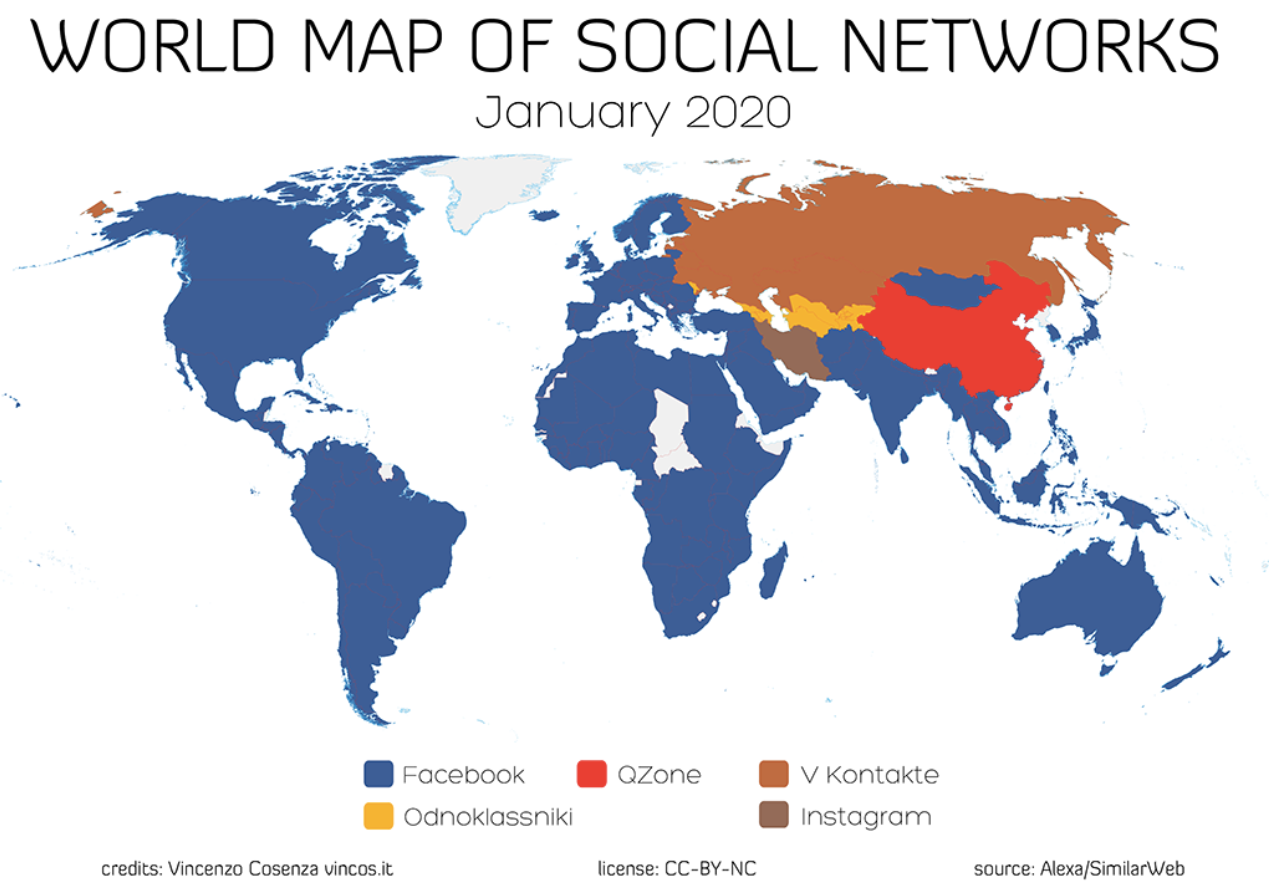 WORLD MAP OF SOCIAL NETWORKS
January 2020
Facebook QZone V Kontakte
Odnoklassniki Instagram
credits: Vincenzo Cosenza vincos.it license: CC-BY-NC source: Alexa/SimilarWeb